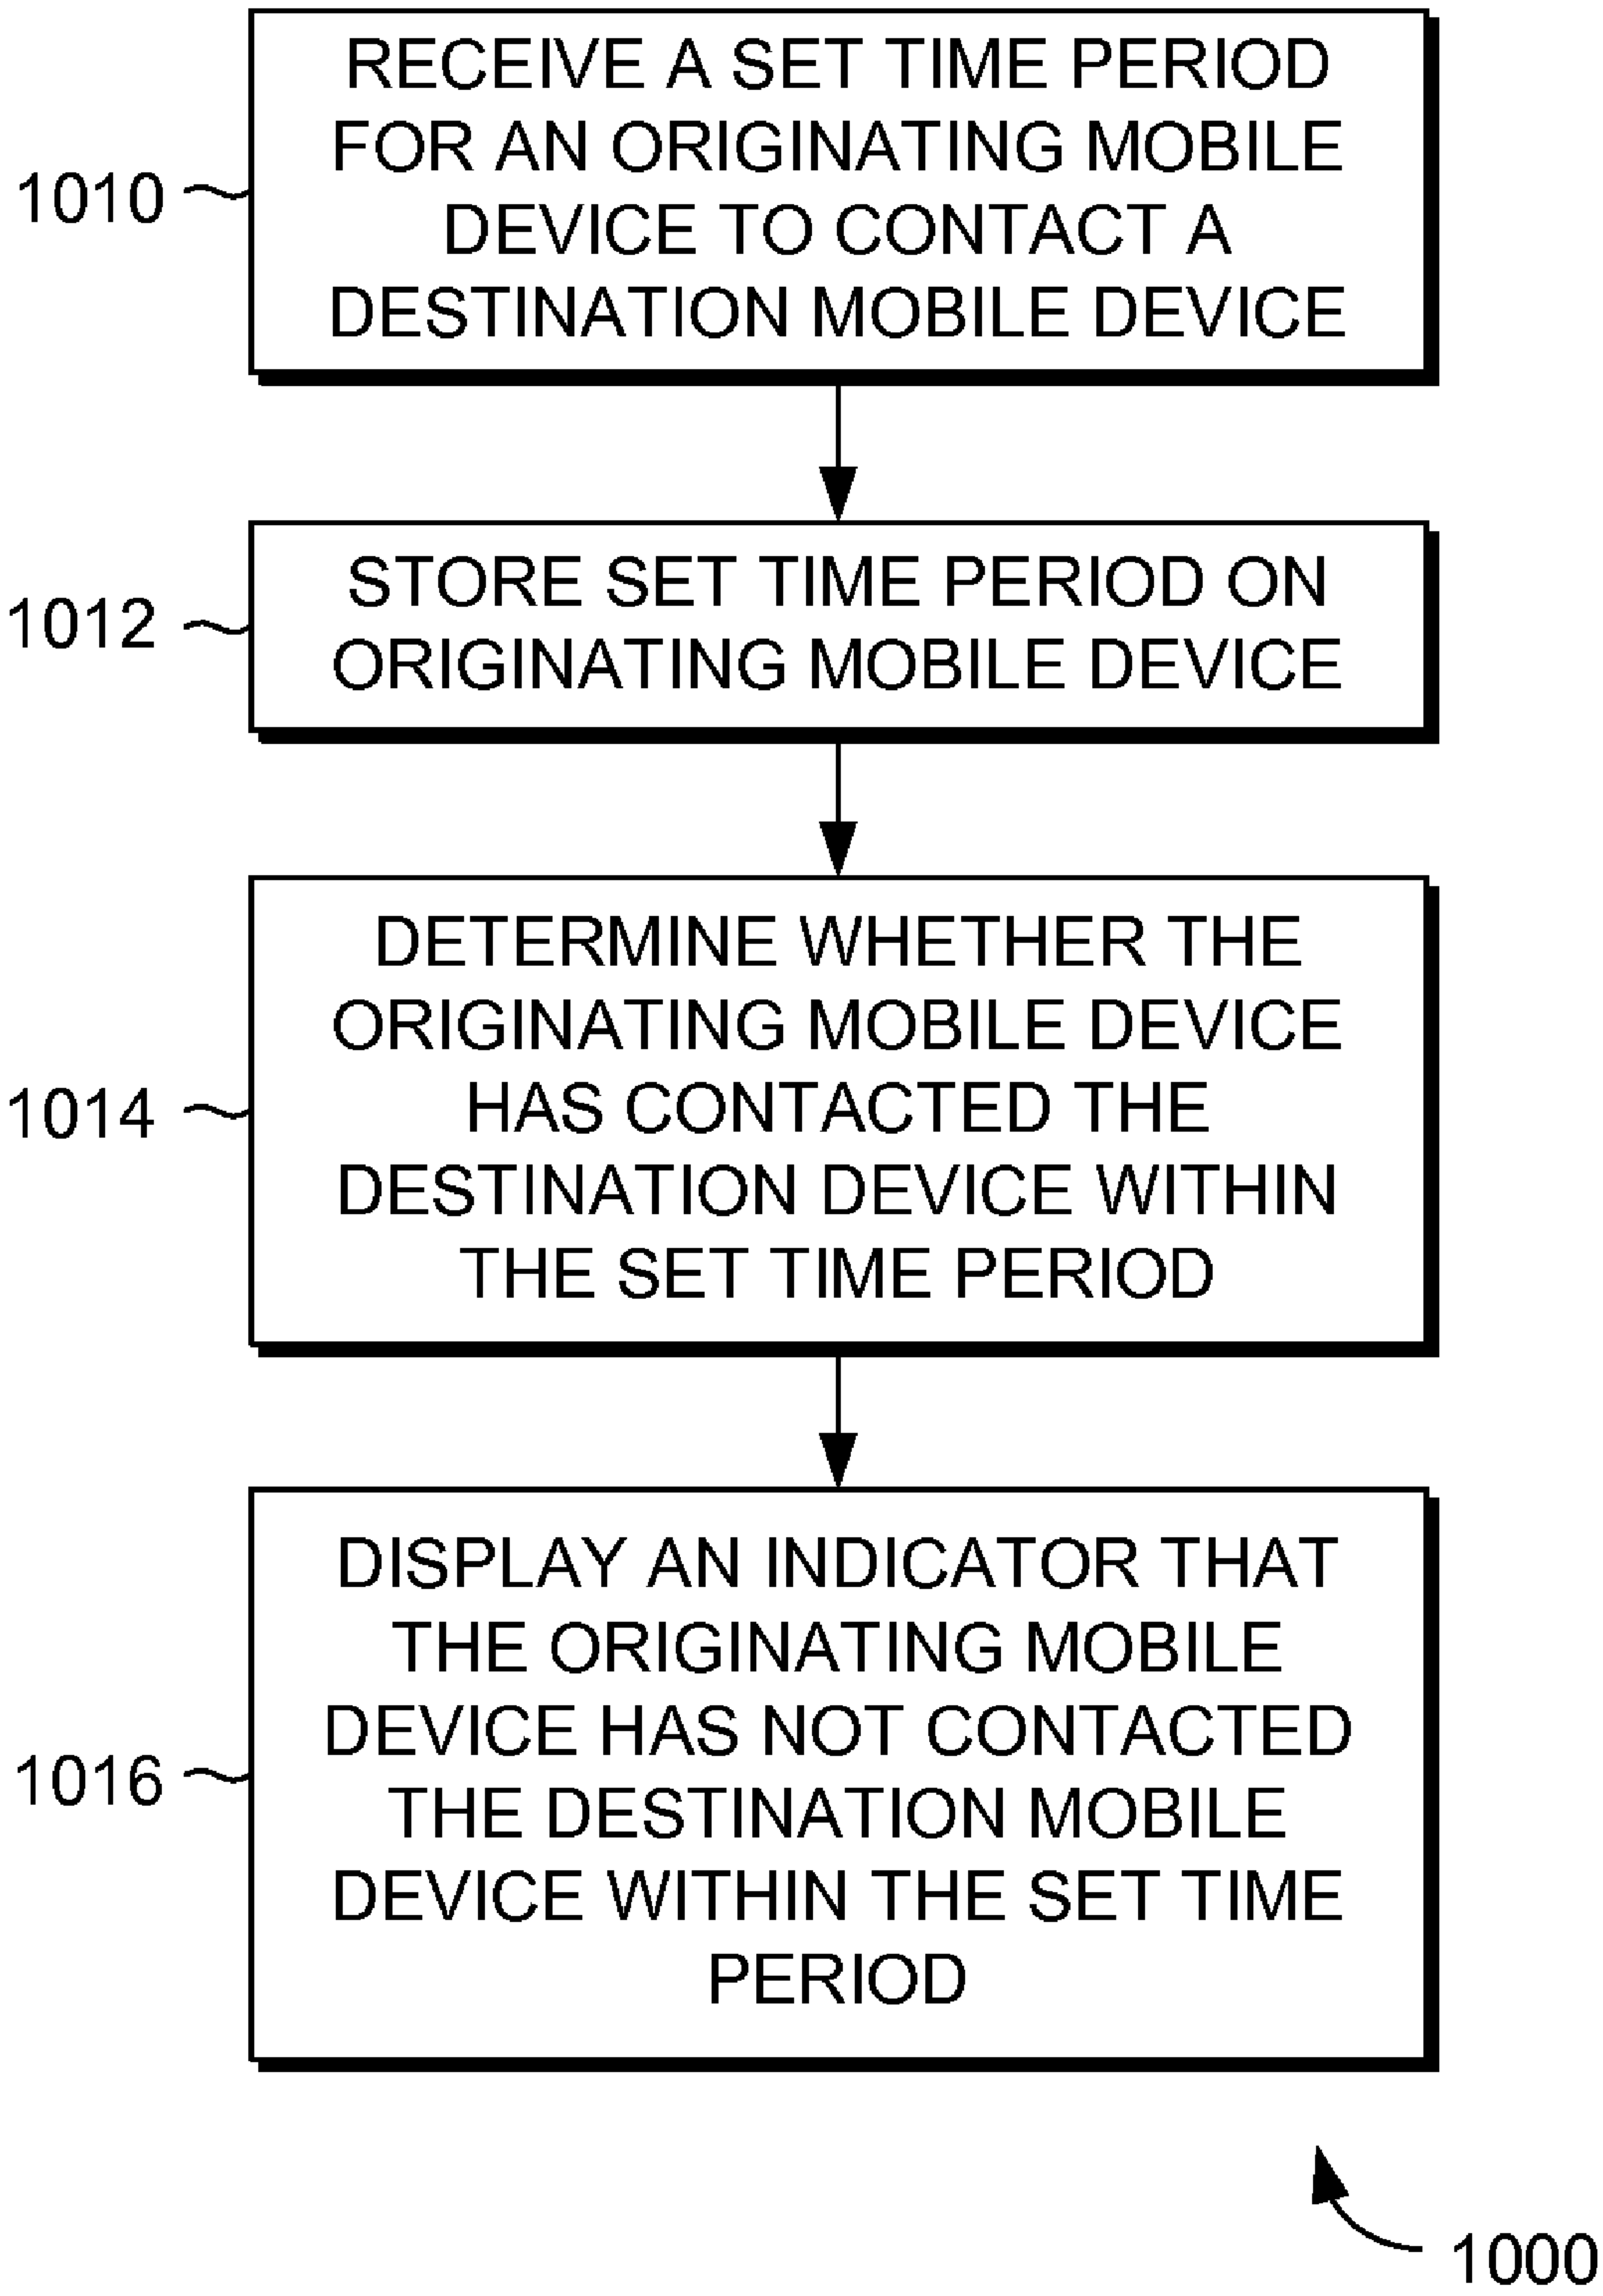 RECEIVE A SET TIME PERIOD
FOR AN ORIGINATING MOBILE
DEVICE TO CONTACT A
DESTINATION MOBILE DEVICE
1010
STORE SET TIME PERIOD ON
ORIGINATING MOBILE DEVICE
1012
DETERMINE WHETHER THE
ORIGINATING MOBILE DEVICE
HAS CONTACTED THE
DESTINATION DEVICE WITHIN
THE SET TIME PERIOD
1014
DISPLAY AN INDICATOR THAT
THE ORIGINATING MOBILE
DEVICE HAS NOT CONTACTED
THE DESTINATION MOBILE
DEVICE WITHIN THE SET TIME
PERIOD
1016
1000